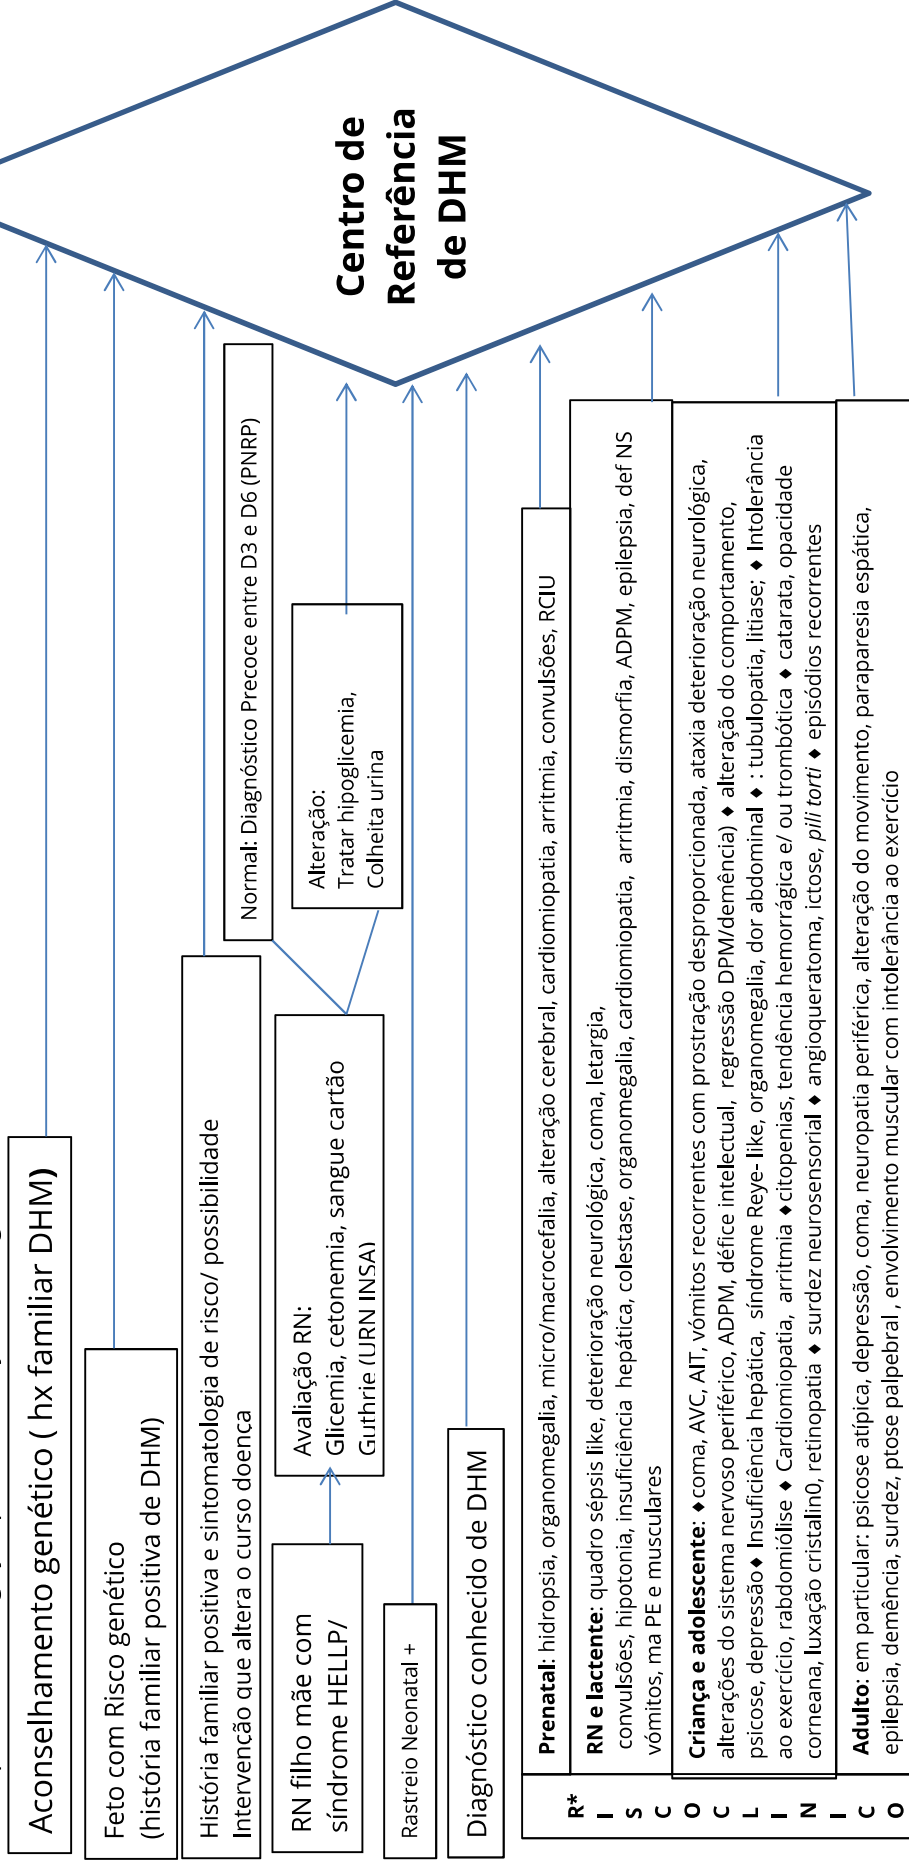 Aconselhamento genético ( hx familiar DHM)
Feto com Risco genético
(história familiar positiva de DHM)
História familiar positiva e sintomatologia de risco/ possibilidade
Intervenção que altera o curso doença
RN filho mãe com
síndrome HELLP/
Avaliação RN:
Glicemia, cetonemia, sangue cartão
Guthrie (URN INSA)
Normal: Diagnóstico Precoce entre D3 e D6 (PNRP)
Alteração:
Tratar hipoglicemia,
Colheita urina
Rastreio Neonatal +
Diagnóstico conhecido de DHM
Centro de
Referência
de DHM
R*
I
S
C
O
C
L
I
N
I
C
O
Prenatal: hidropsia, organomegalia, micro/macrocefalia, alteração cerebral, cardiomiopatia, arritmia, convulsões, RCIU
RN e lactente: quadro sépsis like, deterioração neurológica, coma, letargia,
convulsões, hipotonia, insuficiência hepática, colestase, organomegalia, cardiomiopatia, arritmia, dismorfia, ADPM, epilepsia, def NS
vómitos, ma PE e musculares
Criança e adolescente: ♦coma, AVC, AIT, vómitos recorrentes com prostração desproporcionada, ataxia deterioração neurológica,
alterações do sistema nervoso periférico, ADPM, défice intelectual, regressão DPM/demência) ♦ alteração do comportamento,
psicose, depressão♦ Insuficiência hepática, síndrome Reye- like, organomegalia, dor abdominal ♦ : tubulopatia, litiase; ♦ Intolerância
ao exercício, rabdomiólise ♦ Cardiomiopatia, arritmia ♦citopenias, tendência hemorrágica e/ ou trombótica ♦ catarata, opacidade
corneana, luxação cristalin0, retinopatia ♦ surdez neurosensorial ♦ angioqueratoma, ictose, pili torti ♦ episódios recorrentes
Adulto: em particular: psicose atípica, depressão, coma, neuropatia periférica, alteração do movimento, paraparesia espática,
epilepsia, demência, surdez, ptose palpebral , envolvimento muscular com intolerância ao exercício